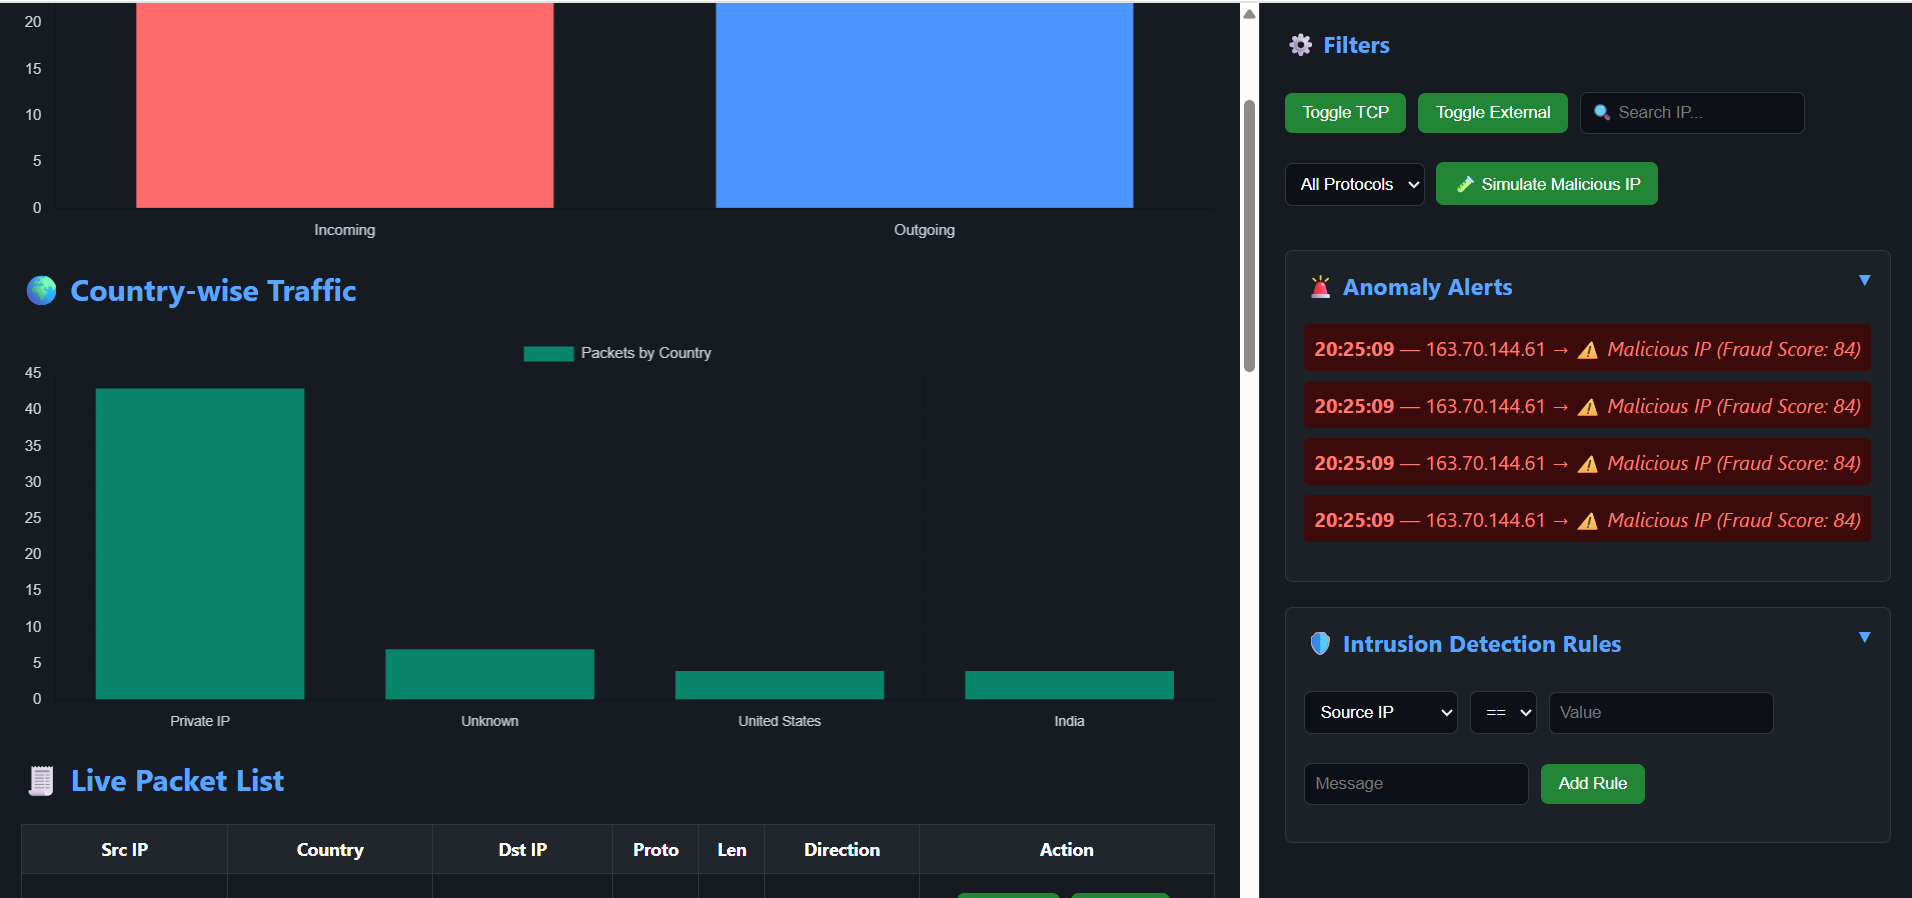 20
15
10
5
0
Incoming Outgoing
Country-wise Traffic
Packets by Country
45
40
35
30
25
20
15
10
5
0
Private IP Unknown United States India
Live Packet List
Src IP Country Dst IP Proto Len Direction Action
Filters
Toggle TCP Toggle External Search IP...
All Protocols Simulate Malicious IP
Anomaly Alerts ▼
20:25:09 — 163.70.144.61 → ⚠ Malicious IP (Fraud Score: 84)
20:25:09 — 163.70.144.61 → ⚠ Malicious IP (Fraud Score: 84)
20:25:09 — 163.70.144.61 → ⚠ Malicious IP (Fraud Score: 84)
20:25:09 — 163.70.144.61 → ⚠ Malicious IP (Fraud Score: 84)
Intrusion Detection Rules ▼
Source IP == Value
Message Add Rule